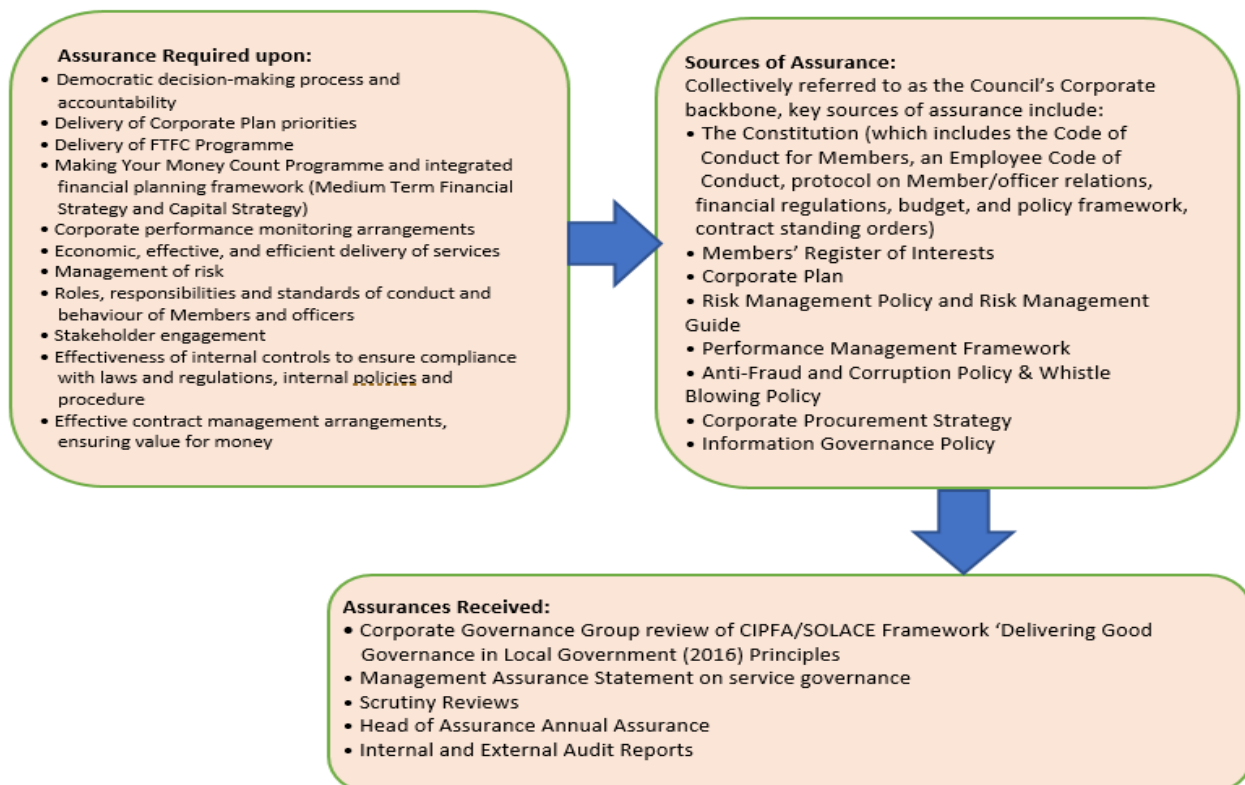 Assurance Required upon:
• Democratic decision-making process and
accountability
• Delivery of Corporate Plan priorities
• Delivery of FTFC Programme
• Making Your Money Count Programme and integrated
financial planning framework (Medium Term Financial
Strategy and Capital Strategy)
• Corporate performance monitoring arrangements
• Economic, effective, and efficient delivery of services
• Management of risk
• Roles, responsibilities and standards of conduct and
behaviour of Members and officers
• Stakeholder engagement
• Effectiveness of internal controls to ensure compliance
with laws and regulations, internal policies and
procedure
• Effective contract management arrangements,
ensuring value for money
Sources of Assurance:
Collectively referred to as the Council’s Corporate
backbone, key sources of assurance include:
• The Constitution (which includes the Code of
Conduct for Members, an Employee Code of
Conduct, protocol on Member/officer relations,
financial regulations, budget, and policy framework,
contract standing orders)
• Members’ Register of Interests
• Corporate Plan
• Risk Management Policy and Risk Management
Guide
• Performance Management Framework
• Anti-Fraud and Corruption Policy & Whistle
Blowing Policy
• Corporate Procurement Strategy
• Information Governance Policy
Assurances Received:
• Corporate Governance Group review of CIPFA/SOLACE Framework ‘Delivering Good
Governance in Local Government (2016) Principles
• Management Assurance Statement on service governance
• Scrutiny Reviews
• Head of Assurance Annual Assurance
• Internal and External Audit Reports